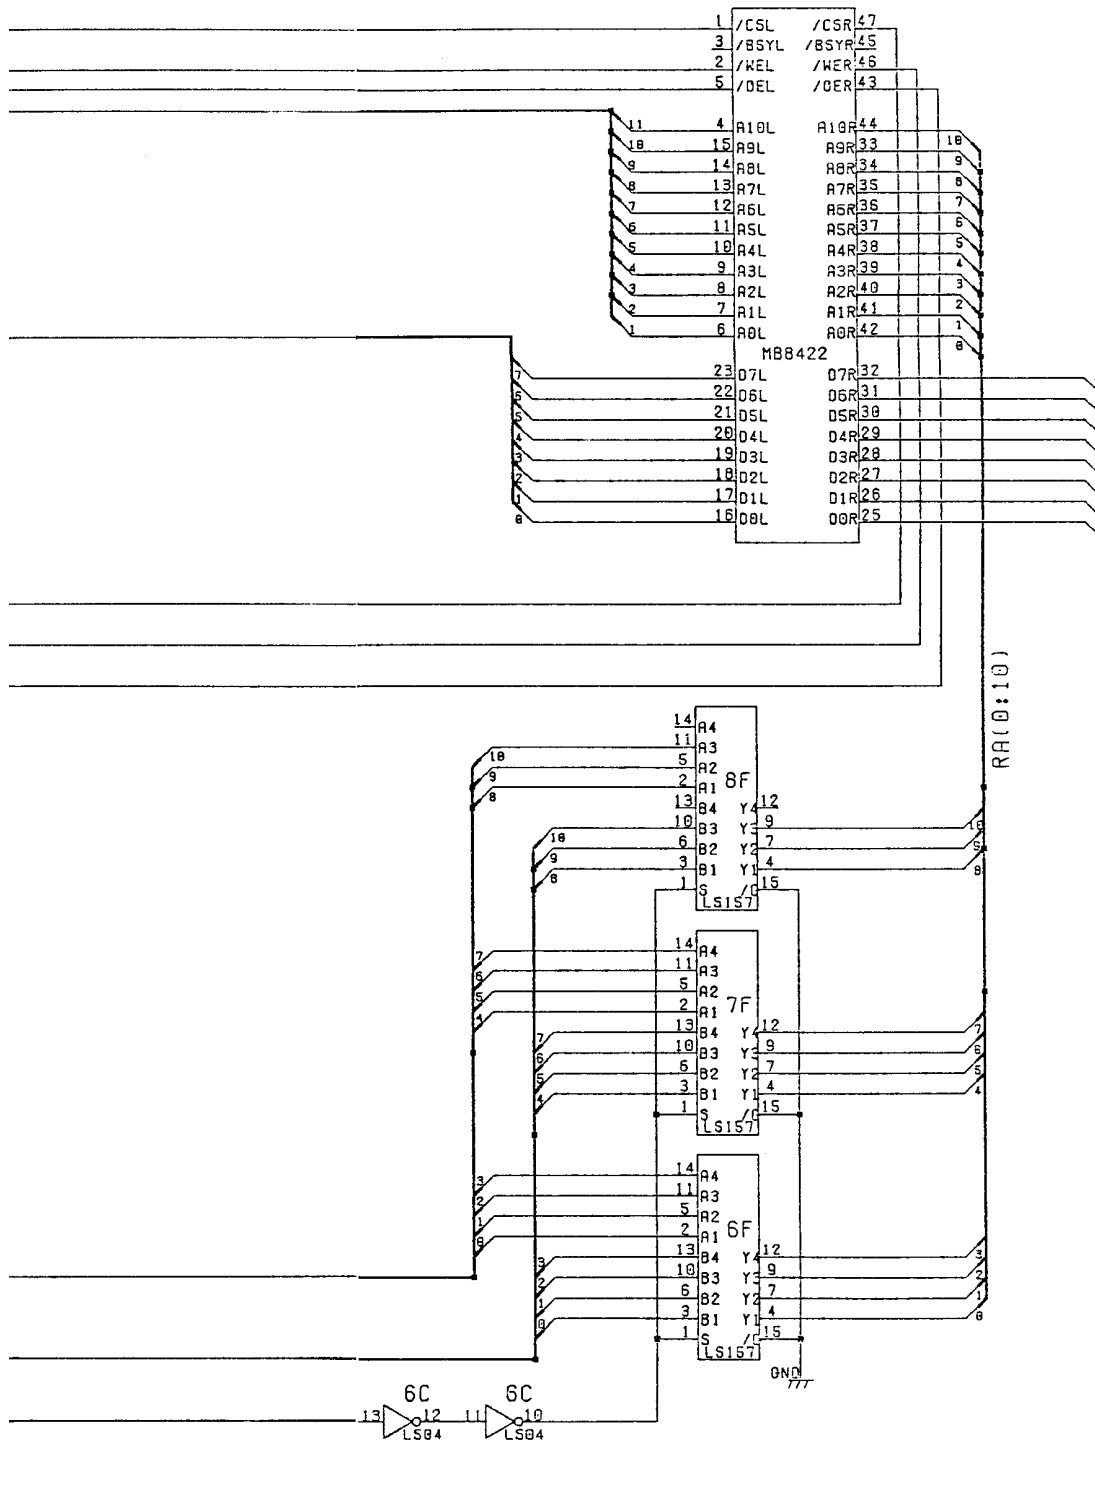 1 /CSL /CSR 47
3 /BSYL /BSYR 45
2 /WEL /WER 46
5 /OEL /OER 43
11 4 A10L A10R 44 10
10 15 A9L A9R 33 9
9 14 A8L A8R 34 8
8 13 A7L A7R 35 7
7 12 A6L A6R 36 6
6 11 A5L A5R 37 5
5 10 A4L A4R 38 4
4 9 A3L A3R 39 3
3 8 A2L A2R 40 2
2 7 A1L A1R 41 1
1 6 A0L A0R 42 0
MB8422
7 23 D7L D7R 32
6 22 D6L D6R 31
5 21 D5L D5R 30
4 20 D4L D4R 29
3 19 D3L D3R 28
2 18 D2L D2R 27
1 17 D1L D1R 26
0 16 D0L D0R 25
RA(0:10)
14 A4
10 11 A3
9 5 A2
8 2 A1
8F
13 B4 Y4 12
10 10 B3 Y3 9 10
9 6 B2 Y2 7 9
8 3 B1 Y1 4 8
1 S /G 15
LS157
7 14 A4
6 11 A3
5 5 A2
4 2 A1
7F
7 13 B4 Y4 12 7
6 10 B3 Y3 9 6
5 6 B2 Y2 7 5
4 3 B1 Y1 4 4
1 S /G 15
LS157
3 14 A4
2 11 A3
1 5 A2
0 2 A1
6F
3 13 B4 Y4 12 3
2 10 B3 Y3 9 2
1 6 B2 Y2 7 1
0 3 B1 Y1 4 0
1 S /G 15
LS157
GND
6C 6C
13 12 11 10
LS04 LS04